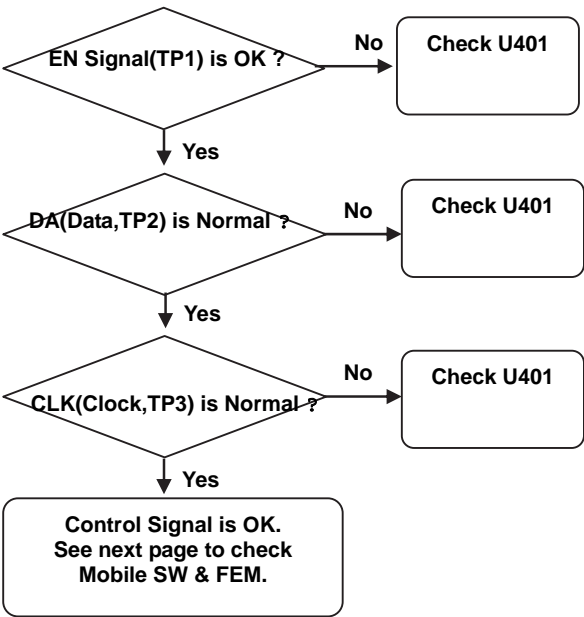 EN Signal(TP1) is OK ?
No
Check U401
Yes
DA(Data,TP2) is Normal ?
No
Check U401
Yes
CLK(Clock,TP3) is Normal ?
No
Check U401
Yes
Control Signal is OK.
See next page to check
Mobile SW & FEM.